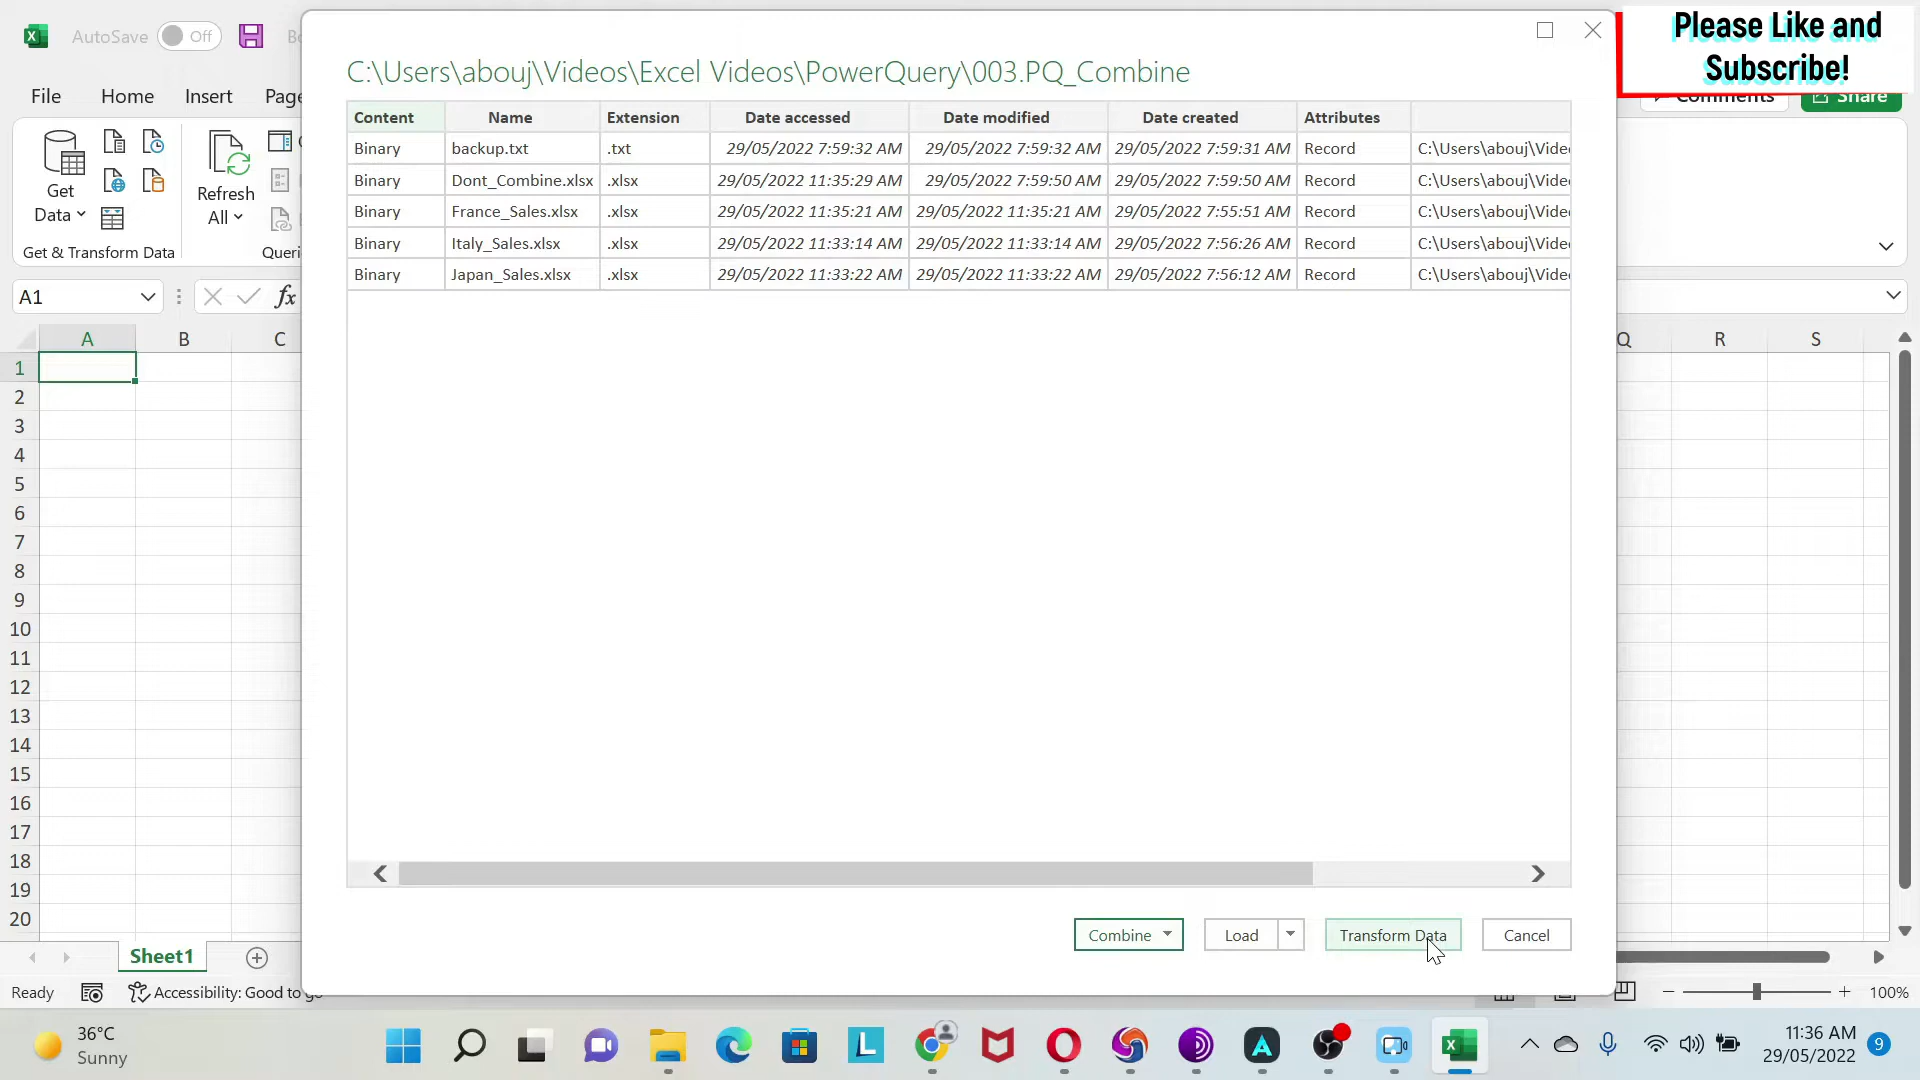 AutoSave Off Bo
Please Like and
Subscribe!
C:\Users\abouj\Videos\Excel Videos\PowerQuery\003.PQ_Combine
File Home Insert Page
Comments Share
Get
Data
Refresh
All
Get & Transform Data Queri
Content Name Extension Date accessed Date modified Date created Attributes
Binary backup.txt .txt 29/05/2022 7:59:32 AM 29/05/2022 7:59:32 AM 29/05/2022 7:59:31 AM Record C:\Users\abouj\Video
Binary Dont_Combine.xlsx .xlsx 29/05/2022 11:35:29 AM 29/05/2022 7:59:50 AM 29/05/2022 7:59:50 AM Record C:\Users\abouj\Video
Binary France_Sales.xlsx .xlsx 29/05/2022 11:35:21 AM 29/05/2022 11:35:21 AM 29/05/2022 7:55:51 AM Record C:\Users\abouj\Video
Binary Italy_Sales.xlsx .xlsx 29/05/2022 11:33:14 AM 29/05/2022 11:33:14 AM 29/05/2022 7:56:26 AM Record C:\Users\abouj\Video
Binary Japan_Sales.xlsx .xlsx 29/05/2022 11:33:22 AM 29/05/2022 11:33:22 AM 29/05/2022 7:56:12 AM Record C:\Users\abouj\Video
A1 fx
A B C Q R S
1
2
3
4
5
6
7
8
9
10
11
12
13
14
15
16
17
18
19
20
Combine Load Transform Data Cancel
Sheet1
Ready Accessibility: Good to go 100%
36°C
Sunny
11:36 AM
29/05/2022
9